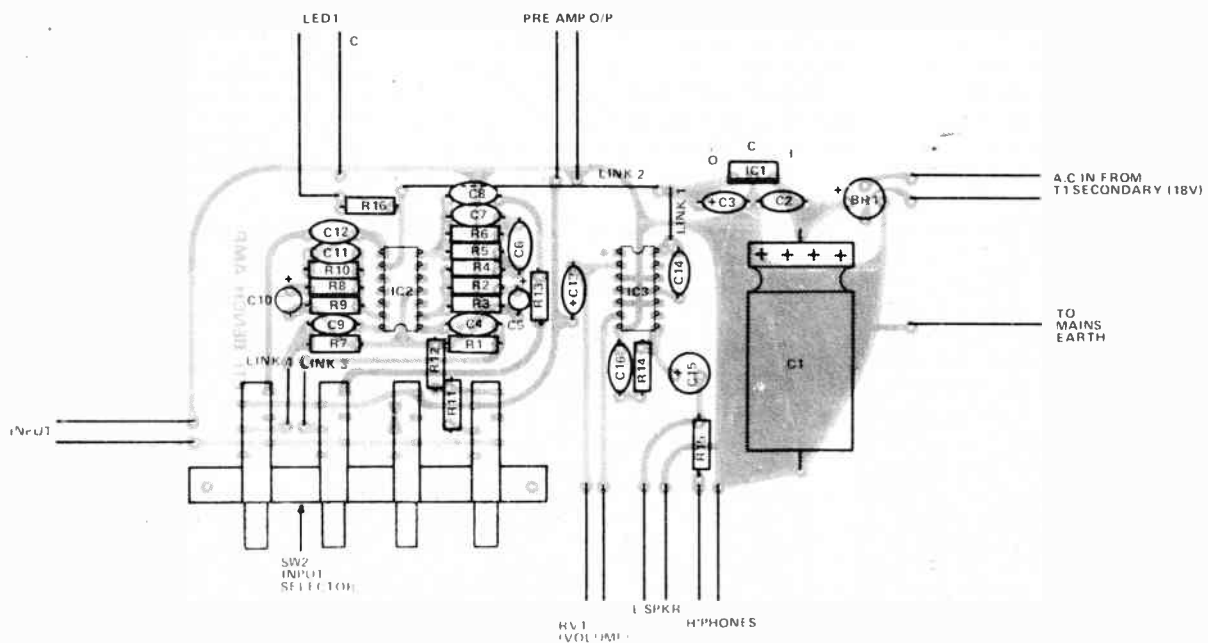 LED1
C
PRE AMP O/P
O
C
I
IC1
LINK 2
LINK 1
A.C IN FROM
T1 SECONDARY (18V)
+
BR1
+C3
C2
C8
C7
R16
R6
C12
C11
R5
C6
R10
R4
R8
R2
R9
R3
+
C10
IC2
+
C5
R13
+C17
IC3
C14
+ + + +
C9
C4
R7
R1
R12
R11
LINK 4
LINK 3
C16
R14
+
C15
C1
TO
MAINS
EARTH
INPUT
R15
SW2
INPUT
SELECTOR
RV1
(VOLUME)
L SPKR
H'PHONES